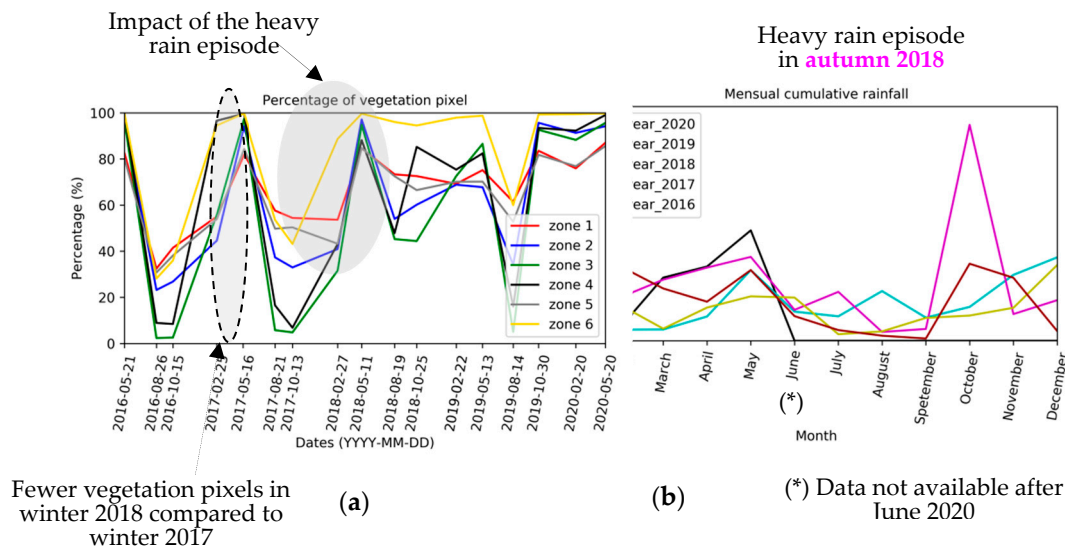 Impact of the heavy
rain episode
Heavy rain episode
in autumn 2018
Percentage of vegetation pixel
Percentage (%)
100
80
60
40
20
0
zone 1
zone 2
zone 3
zone 4
zone 5
zone 6
2016-05-21
2016-08-26
2016-10-15
2017-02-25
2017-05-16
2017-08-21
2017-10-13
2018-02-27
2018-05-11
2018-08-19
2018-10-25
2019-02-22
2019-05-13
2019-08-14
2019-10-30
2020-02-20
2020-05-20
Dates (YYYY-MM-DD)
Mensual cumulative rainfall
ear_2020
ear_2019
ear_2018
ear_2017
ear_2016
March
April
May
June
July
August
Spetember
October
November
December
(*)
Month
Fewer vegetation pixels in
winter 2018 compared to
winter 2017
(a)
(b)
(*) Data not available after
June 2020